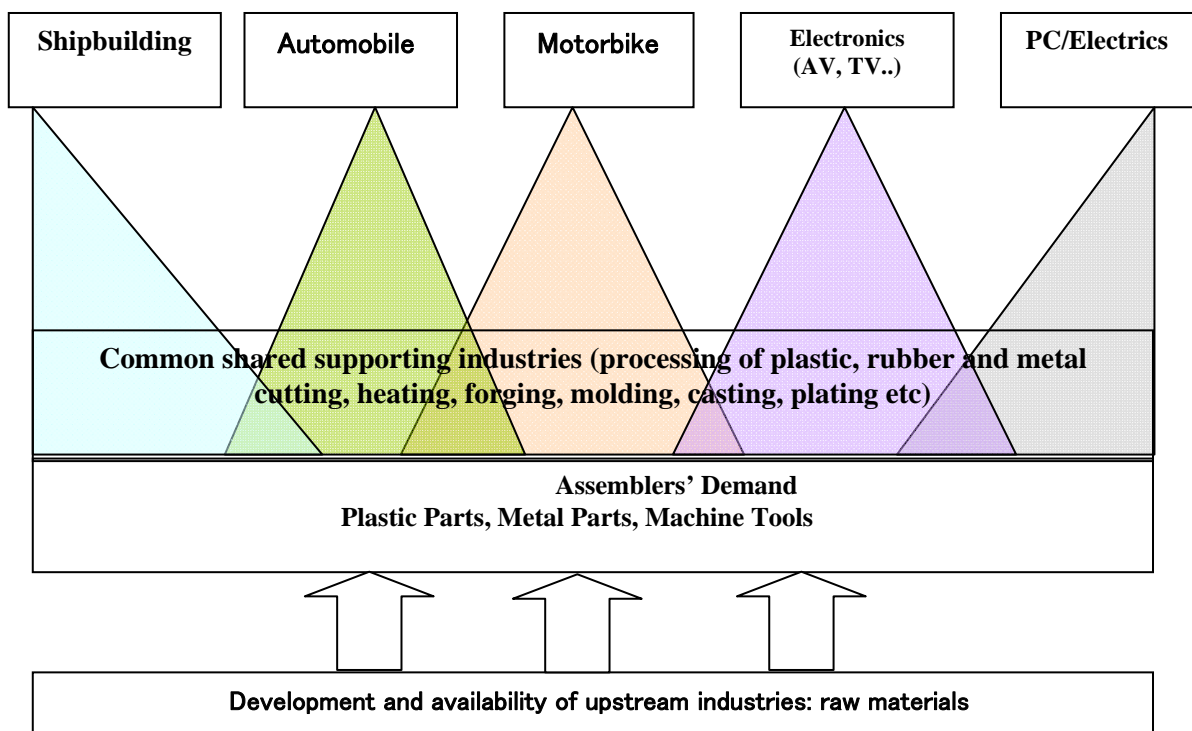 Shipbuilding
Automobile
Motorbike
Electronics
(AV, TV..)
PC/Electrics
Common shared supporting industries (processing of plastic, rubber and metal
cutting, heating, forging, molding, casting, plating etc)
Assemblers’ Demand
Plastic Parts, Metal Parts, Machine Tools
Development and availability of upstream industries: raw materials